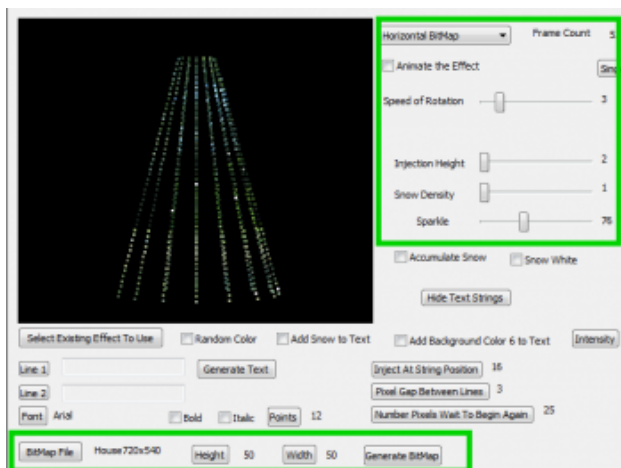 Horizontal BitMap Frame Count
Animate the Effect
Speed of Rotation 3
Injection Height 2
Snow Density 1
Sparkle 76
Accumulate Snow Snow White
Hide Text Strings
Select Existing Effect To Use Random Color Add Snow to Text Add Background Color 6 to Text Intensity
Line 1 Generate Text Inject At String Position 16
Line 2 Pixel Gap Between Lines 3
Font Arial Bold Italic Points 12 Number Pixels Wait To Begin Again 25
BitMap File House720x540 Height 50 Width 50 Generate BitMap